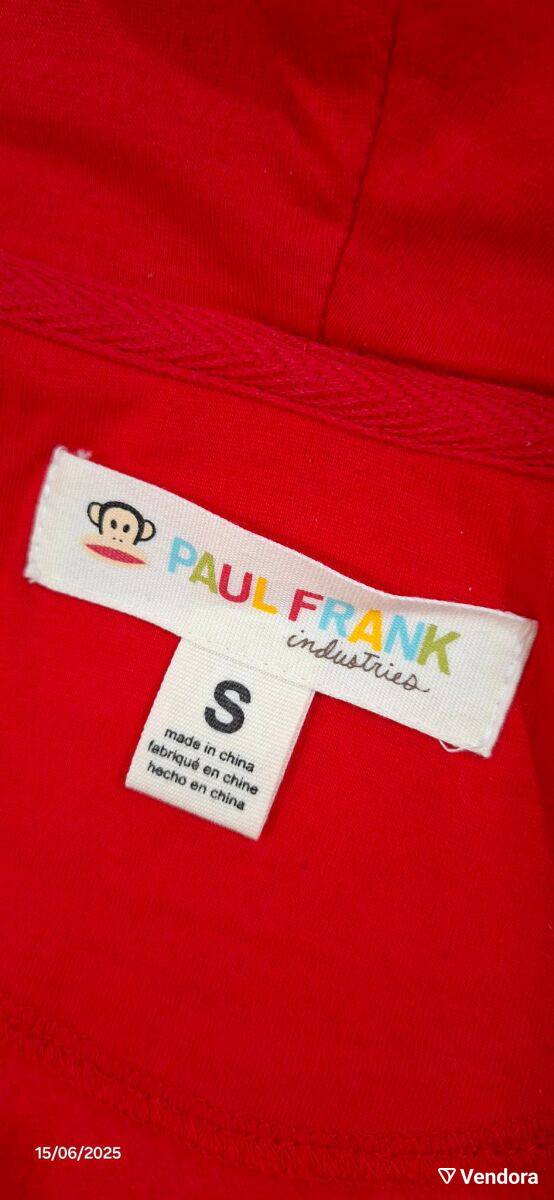 PAUL FRANK
industries
S
made in china
fabriqué en chine
hecho en china
15/06/2025
Vendora